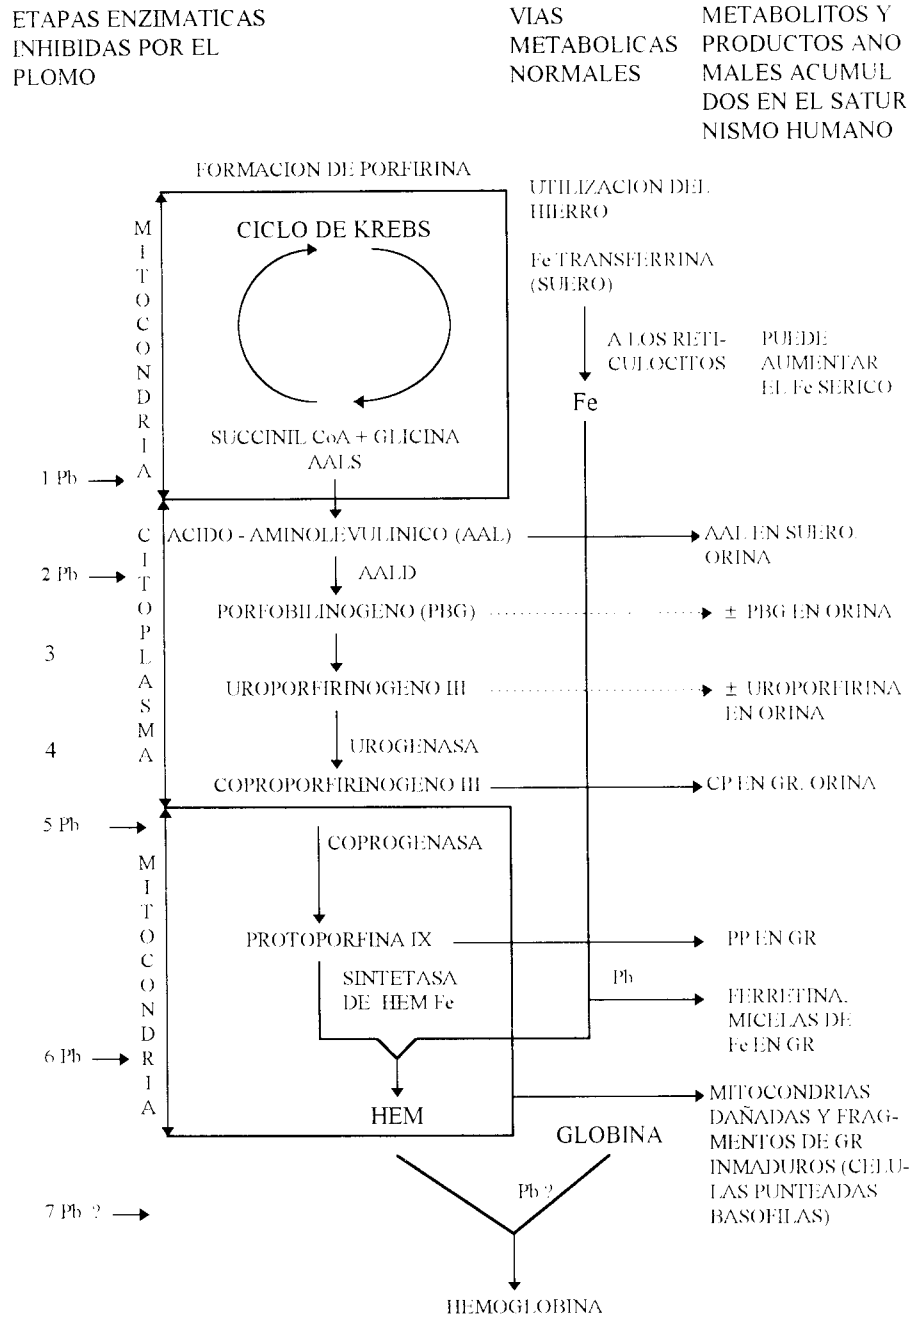 ETAPAS ENZIMATICAS
INHIBIDAS POR EL
PLOMO
VIAS
METABOLICAS
NORMALES
METABOLITOS Y
PRODUCTOS ANO
MALES ACUMUL
DOS EN EL SATUR
NISMO HUMANO
FORMACION DE PORFIRINA
UTILIZACION DEL
HIERRO
MITOCONDRIA
CICLO DE KREBS
Fe TRANSFERRINA
(SUERO)
A LOS RETI-
CULOCITOS
PUEDE
AUMENTAR
EL Fe SERICO
Fe
SUCCINIL CoA + GLICINA
AALS
1 Pb
CITOPLASMA
ACIDO - AMINOLEVULINICO (AAL)
AAL EN SUERO.
ORINA
2 Pb
AALD
PORFOBILINOGENO (PBG)
± PBG EN ORINA
3
UROPORFIRINOGENO III
± UROPORFIRINA
EN ORINA
4
UROGENASA
COPROPORFIRINOGENO III
CP EN GR. ORINA
5 Pb
MITOCONDRIA
COPROGENASA
PROTOPORFINA IX
PP EN GR
SINTETASA
DE HEM Fe
Pb
FERRETINA.
MICELAS DE
Fe EN GR
6 Pb
HEM
GLOBINA
MITOCONDRIAS
DAÑADAS Y FRAG-
MENTOS DE GR
INMADUROS (CELU-
LAS PUNTEADAS
BASOFILAS)
Pb ?
7 Pb ?
HEMOGLOBINA